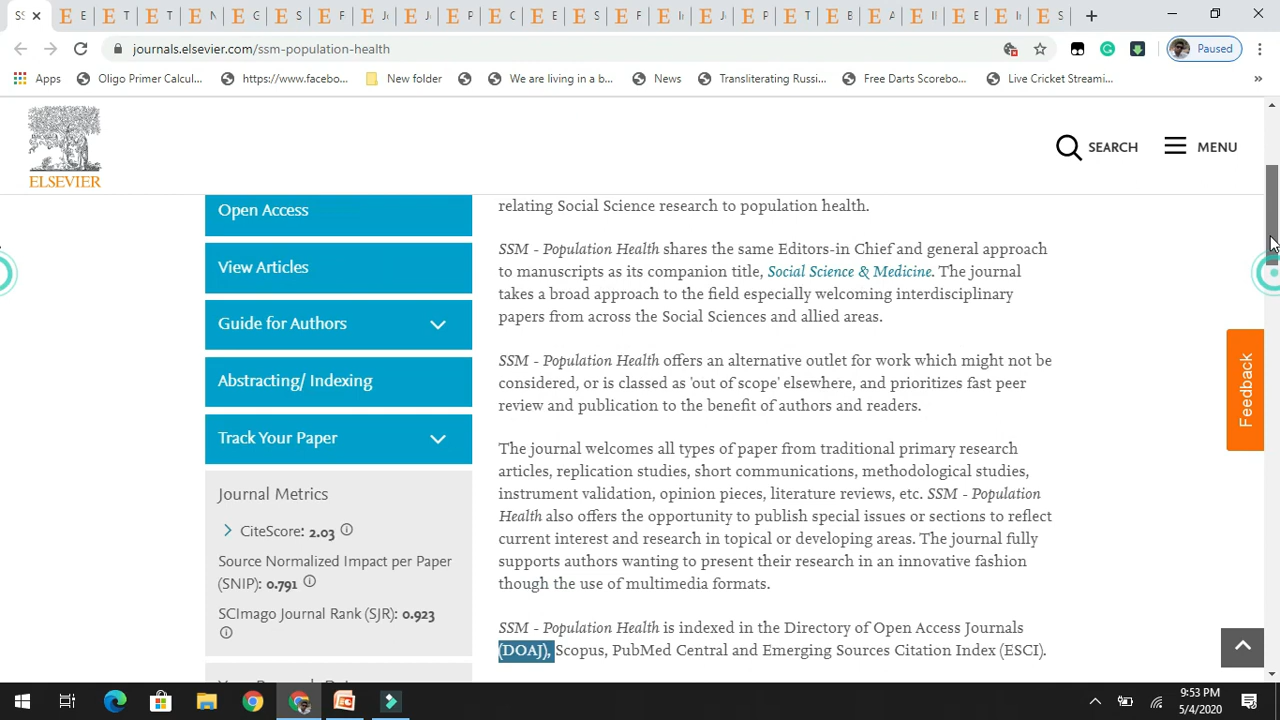 SS
E
T
T
N
G
S
F
Jo
Jo
P
C
E
S
F
Ir
Jo
P
T
B
A
II
E
Ir
S
journals.elsevier.com/ssm-population-health
Paused
Apps
Oligo Primer Calcul...
https://www.facebo...
New folder
We are living in a b...
News
Transliterating Russi...
Free Darts Scorebo...
Live Cricket Streami...
»
ELSEVIER
SEARCH
MENU
Open Access
View Articles
Guide for Authors
Abstracting/ Indexing
Track Your Paper
Journal Metrics
CiteScore: 2.03
Source Normalized Impact per Paper
(SNIP): 0.791
SCImago Journal Rank (SJR): 0.923
relating Social Science research to population health.
SSM - Population Health shares the same Editors-in Chief and general approach
to manuscripts as its companion title, Social Science & Medicine. The journal
takes a broad approach to the field especially welcoming interdisciplinary
papers from across the Social Sciences and allied areas.
SSM - Population Health offers an alternative outlet for work which might not be
considered, or is classed as 'out of scope' elsewhere, and prioritizes fast peer
review and publication to the benefit of authors and readers.
The journal welcomes all types of paper from traditional primary research
articles, replication studies, short communications, methodological studies,
instrument validation, opinion pieces, literature reviews, etc. SSM - Population
Health also offers the opportunity to publish special issues or sections to reflect
current interest and research in topical or developing areas. The journal fully
supports authors wanting to present their research in an innovative fashion
though the use of multimedia formats.
SSM - Population Health is indexed in the Directory of Open Access Journals
(DOAJ), Scopus, PubMed Central and Emerging Sources Citation Index (ESCI).
Feedback
9:53 PM
5/4/2020